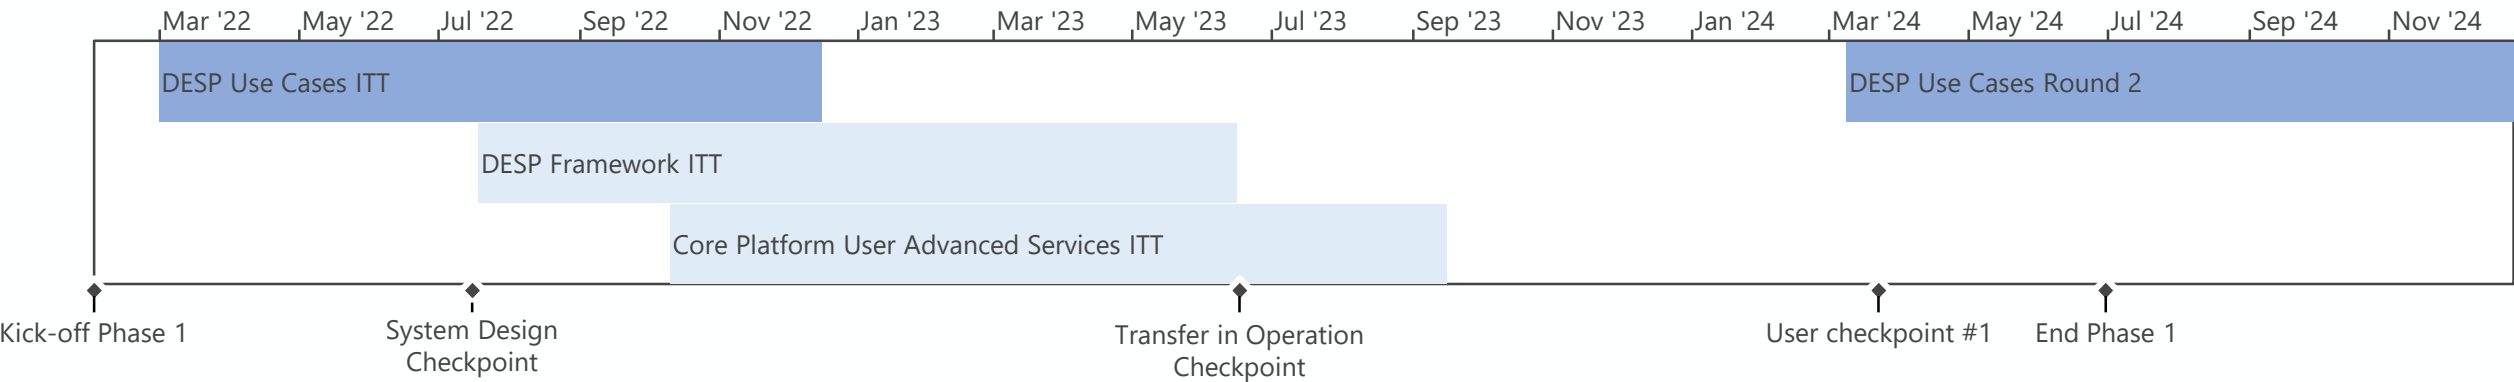 Mar '22 May '22 Jul '22 Sep '22 Nov '22 Jan '23 Mar '23 May '23 Jul '23 Sep '23 Nov '23 Jan '24 Mar '24 May '24 Jul '24 Sep '24 Nov '24
DESP Use Cases ITT DESP Use Cases Round 2
DESP Framework ITT
Core Platform User Advanced Services ITT
Kick-off Phase 1
System Design
Checkpoint
Transfer in Operation
Checkpoint
User checkpoint #1
End Phase 1